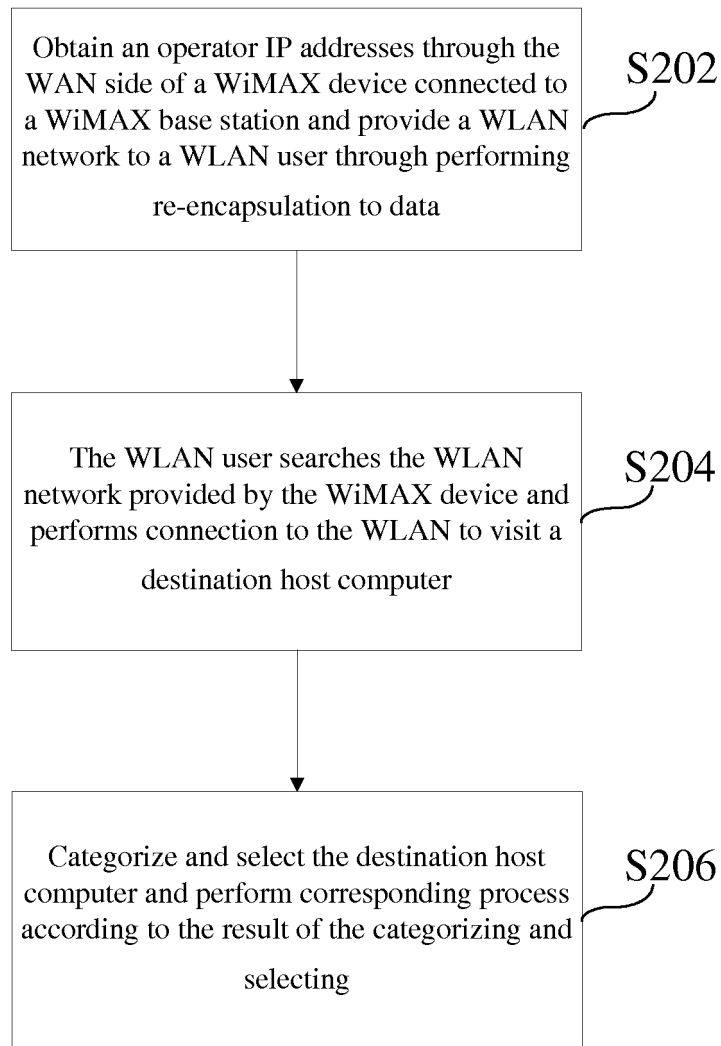 Obtain an operator IP addresses through the
WAN side of a WiMAX device connected to
a WiMAX base station and provide a WLAN
network to a WLAN user through performing
re-encapsulation to data
S202
The WLAN user searches the WLAN
network provided by the WiMAX device and
performs connection to the WLAN to visit a
destination host computer
S204
Categorize and select the destination host
computer and perform corresponding process
according to the result of the categorizing and
selecting
S206